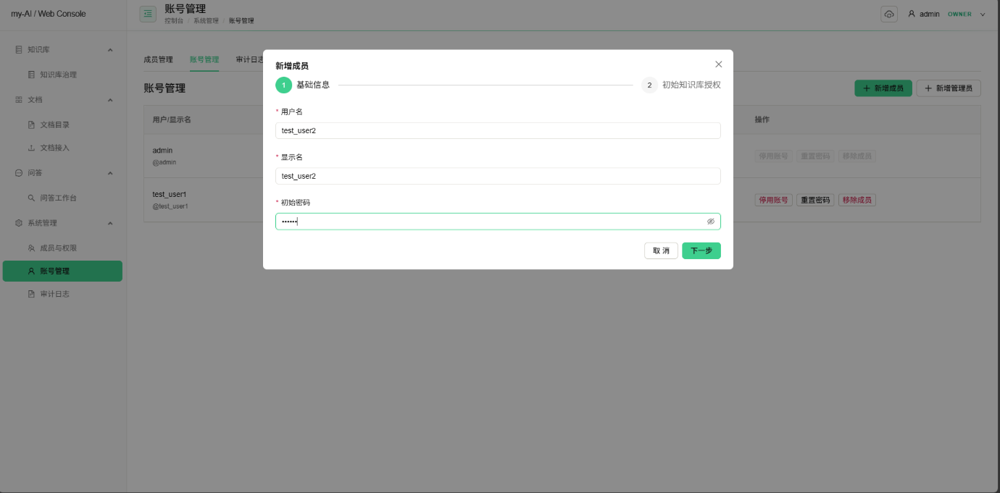 my-AI / Web Console
账号管理
控制台 / 系统管理 / 账号管理
admin OWNER
知识库
知识库治理
文档
文档目录
文档接入
问答
问答工作台
系统管理
成员与权限
账号管理
审计日志
成员管理 账号管理 审计日志
账号管理
新增成员 新增管理员
用户/显示名 操作
admin
@admin
停用账号 重置密码 移除成员
test_user1
@test_user1
停用账号 重置密码 移除成员
新增成员
1 基础信息 2 初始知识库授权
* 用户名
test_user2
* 显示名
test_user2
* 初始密码
••••••
取 消 下一步